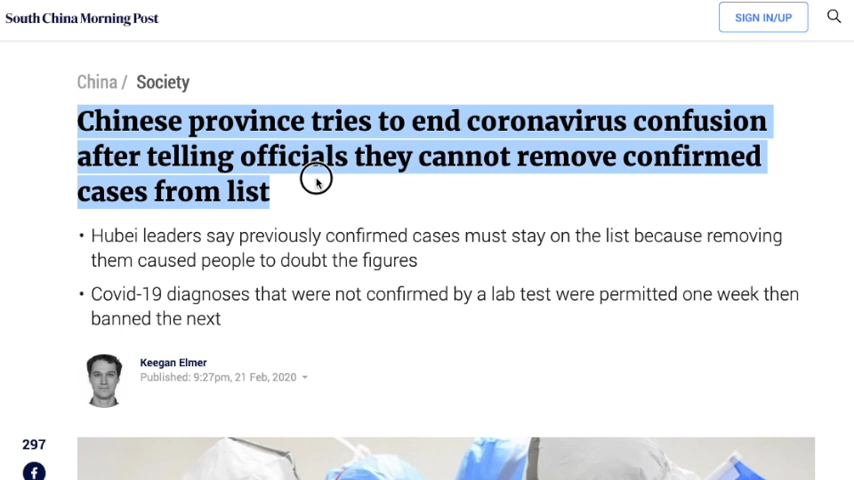 South China Morning Post
SIGN IN/UP
China / Society
Chinese province tries to end coronavirus confusion
after telling officials they cannot remove confirmed
cases from list
• Hubei leaders say previously confirmed cases must stay on the list because removing
them caused people to doubt the figures
• Covid-19 diagnoses that were not confirmed by a lab test were permitted one week then
banned the next
Keegan Elmer
Published: 9:27pm, 21 Feb, 2020
297
f